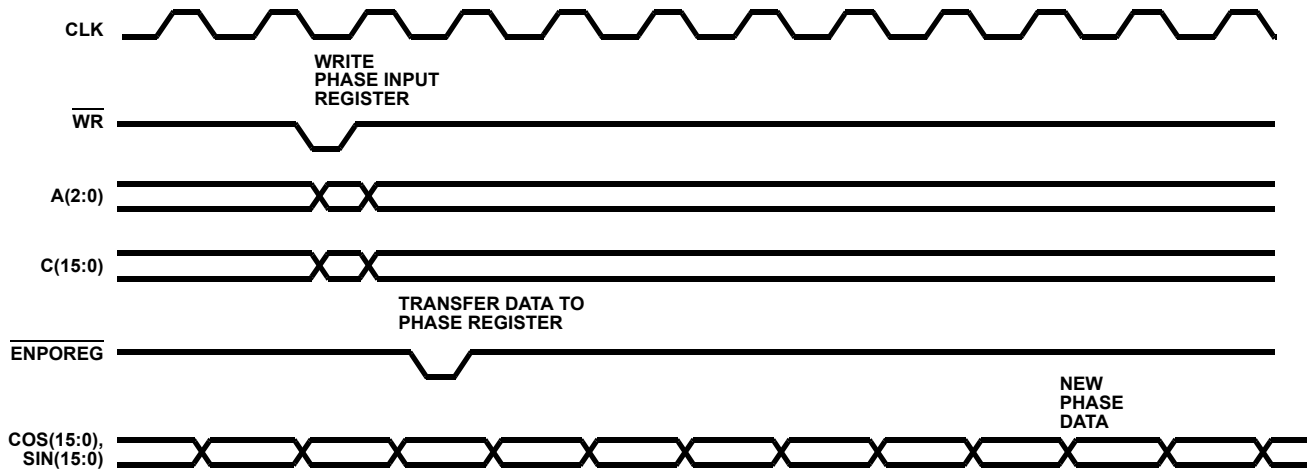 CLK
WRITE
PHASE INPUT
REGISTER
WR
A(2:0)
C(15:0)
TRANSFER DATA TO
PHASE REGISTER
ENPOREG
NEW
PHASE
DATA
COS(15:0),
SIN(15:0)